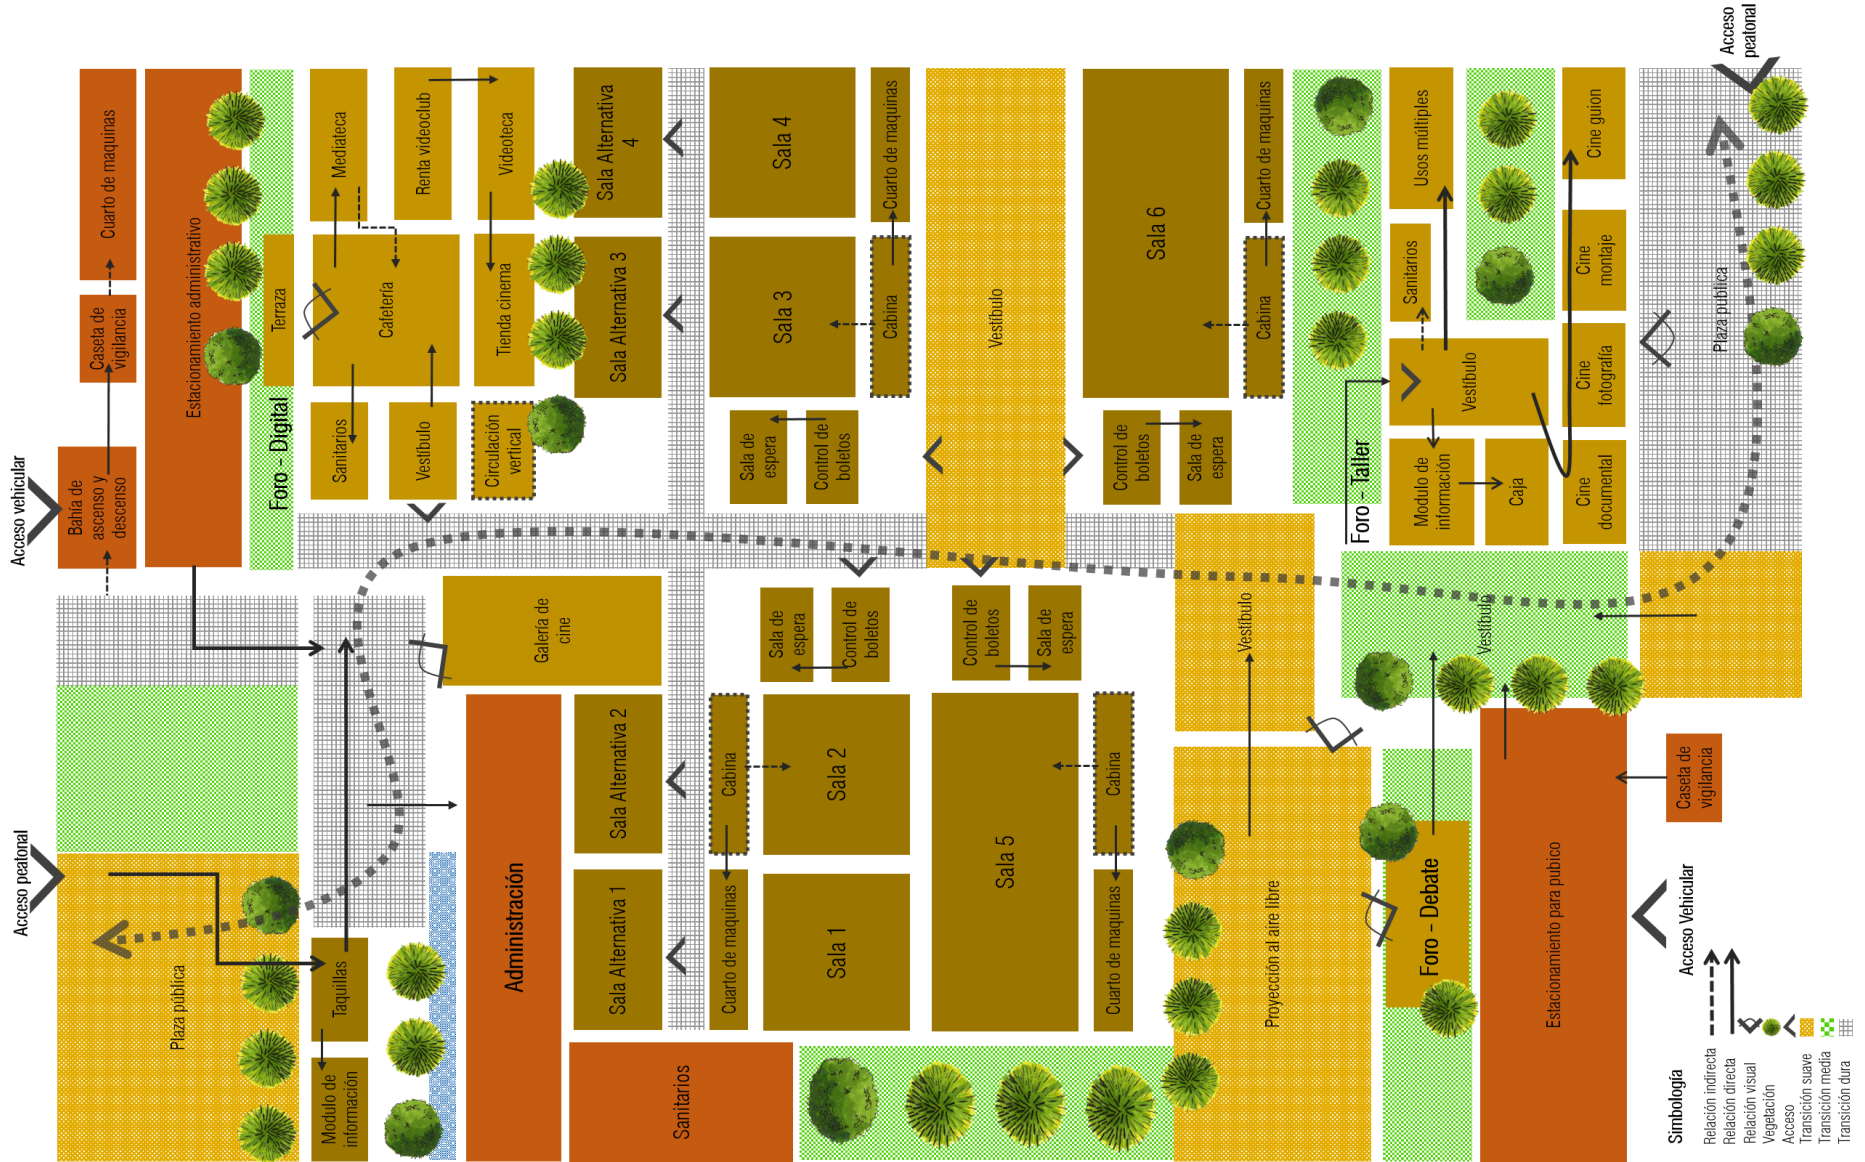 Acceso vehicular
Bahía de
ascenso y
descenso
Caseta de
vigilancia
Cuarto de maquinas
Estacionamiento administrativo
Foro - Digital
Terraza
Sanitarios
Cafetería
Mediateca
Vestíbulo
Renta videoclub
Circulación
vertical
Tienda cinema
Videoteca
Sala Alternativa 3
Sala Alternativa
4
Acceso peatonal
Plaza pública
Modulo de
información
Taquillas
Galería de
cine
Administración
Sala Alternativa 1
Sala Alternativa 2
Sanitarios
Cuarto de maquinas
Cabina
Sala de
espera
Control de
boletos
Sala 1
Sala 2
Sala de
espera
Control de
boletos
Sala 3
Sala 4
Cabina
Cuarto de maquinas
Sala 5
Control de
boletos
Sala de
espera
Cuarto de maquinas
Cabina
Vestíbulo
Control de
boletos
Sala de
espera
Sala 6
Cabina
Cuarto de maquinas
Proyección al aire libre
Vestíbulo
Foro - Taller
Modulo de
información
Caja
Vestíbulo
Sanitarios
Usos múltiples
Cine
documental
Cine
fotografía
Cine
montaje
Cine guion
Foro - Debate
Vestíbulo
Estacionamiento para pubico
Caseta de
vigilancia
Acceso Vehicular
Plaza publica
Acceso
peatonal
Simbología
Relación indirecta
Relación directa
Relación visual
Vegetación
Acceso
Transición suave
Transición media
Transición dura